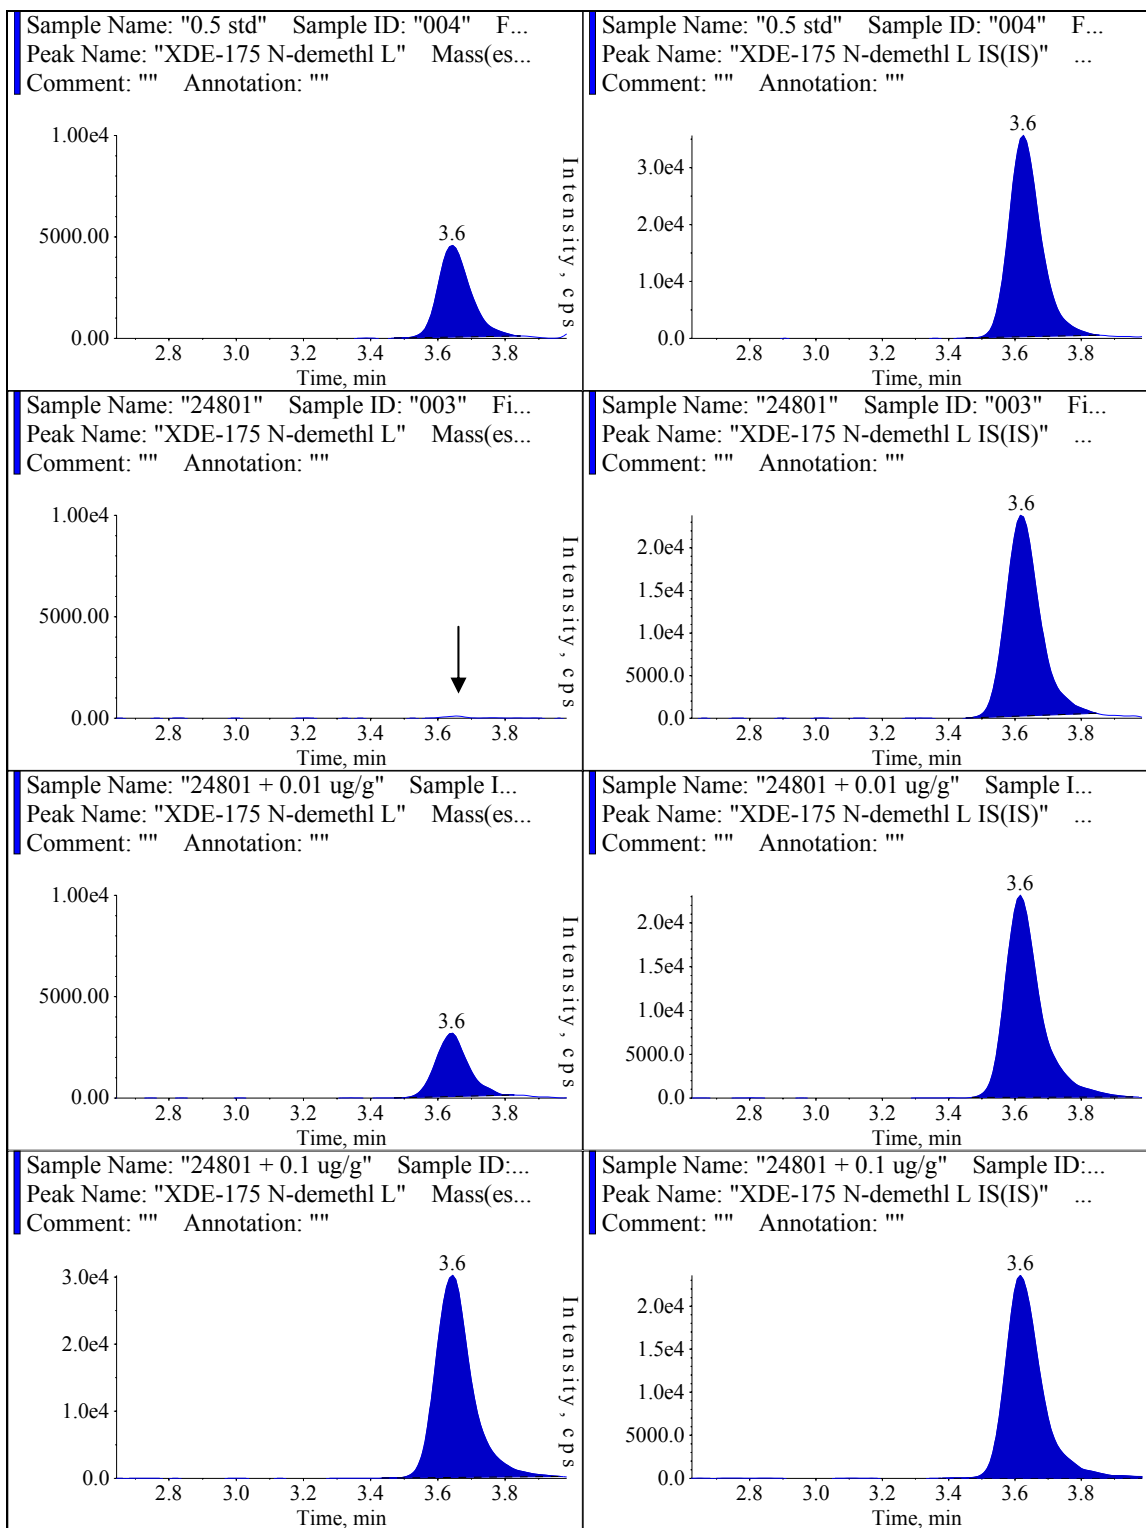 Sample Name: "0.5 std" Sample ID: "004" F...
Peak Name: "XDE-175 N-demethl L" Mass(es...
Comment: "" Annotation: ""
1.00e4
5000.00
0.00
3.6
2.8 3.0 3.2 3.4 3.6 3.8
Time, min
Intensity, cps
Sample Name: "0.5 std" Sample ID: "004" F...
Peak Name: "XDE-175 N-demethl L IS(IS)" ...
Comment: "" Annotation: ""
3.6
3.0e4
2.0e4
1.0e4
0.0
2.8 3.0 3.2 3.4 3.6 3.8
Time, min
Sample Name: "24801" Sample ID: "003" Fi...
Peak Name: "XDE-175 N-demethl L" Mass(es...
Comment: "" Annotation: ""
1.00e4
5000.00
0.00
2.8 3.0 3.2 3.4 3.6 3.8
Time, min
Intensity, cps
Sample Name: "24801" Sample ID: "003" Fi...
Peak Name: "XDE-175 N-demethl L IS(IS)" ...
Comment: "" Annotation: ""
3.6
2.0e4
1.5e4
1.0e4
5000.0
0.0
2.8 3.0 3.2 3.4 3.6 3.8
Time, min
Sample Name: "24801 + 0.01 ug/g" Sample I...
Peak Name: "XDE-175 N-demethl L" Mass(es...
Comment: "" Annotation: ""
1.00e4
5000.00
0.00
3.6
2.8 3.0 3.2 3.4 3.6 3.8
Time, min
Intensity, cps
Sample Name: "24801 + 0.01 ug/g" Sample I...
Peak Name: "XDE-175 N-demethl L IS(IS)" ...
Comment: "" Annotation: ""
3.6
2.0e4
1.5e4
1.0e4
5000.0
0.0
2.8 3.0 3.2 3.4 3.6 3.8
Time, min
Sample Name: "24801 + 0.1 ug/g" Sample ID:...
Peak Name: "XDE-175 N-demethl L" Mass(es...
Comment: "" Annotation: ""
3.6
3.0e4
2.0e4
1.0e4
0.0
2.8 3.0 3.2 3.4 3.6 3.8
Time, min
Intensity, cps
Sample Name: "24801 + 0.1 ug/g" Sample ID:...
Peak Name: "XDE-175 N-demethl L IS(IS)" ...
Comment: "" Annotation: ""
3.6
2.0e4
1.5e4
1.0e4
5000.0
0.0
2.8 3.0 3.2 3.4 3.6 3.8
Time, min